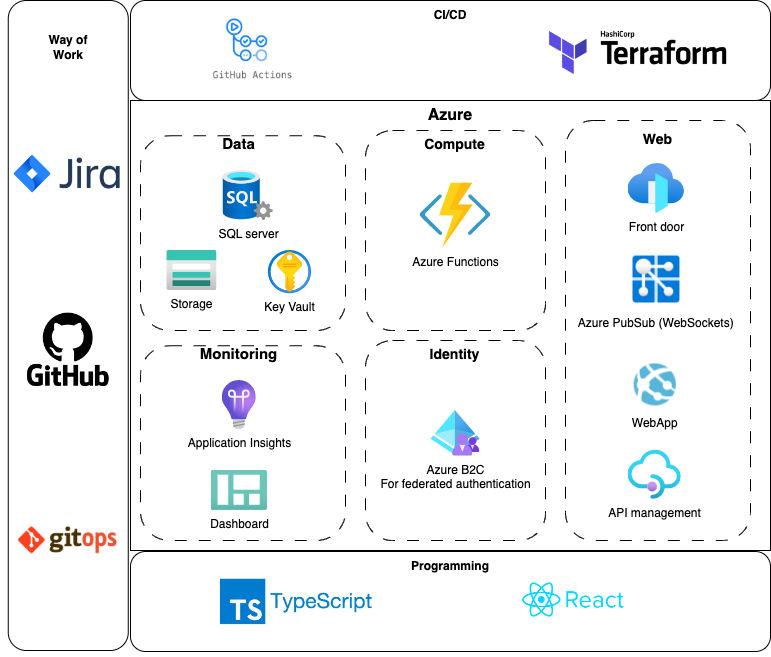 Way of
Work
Jira
GitHub
gitops
CI/CD
GitHub Actions
HashiCorp
Terraform
Azure
Data
SQL
SQL server
Storage
Key Vault
Compute
Azure Functions
Web
Front door
Azure PubSub (WebSockets)
WebApp
API management
Monitoring
Application Insights
Dashboard
Identity
Azure B2C
For federated authentication
Programming
TS TypeScript
React